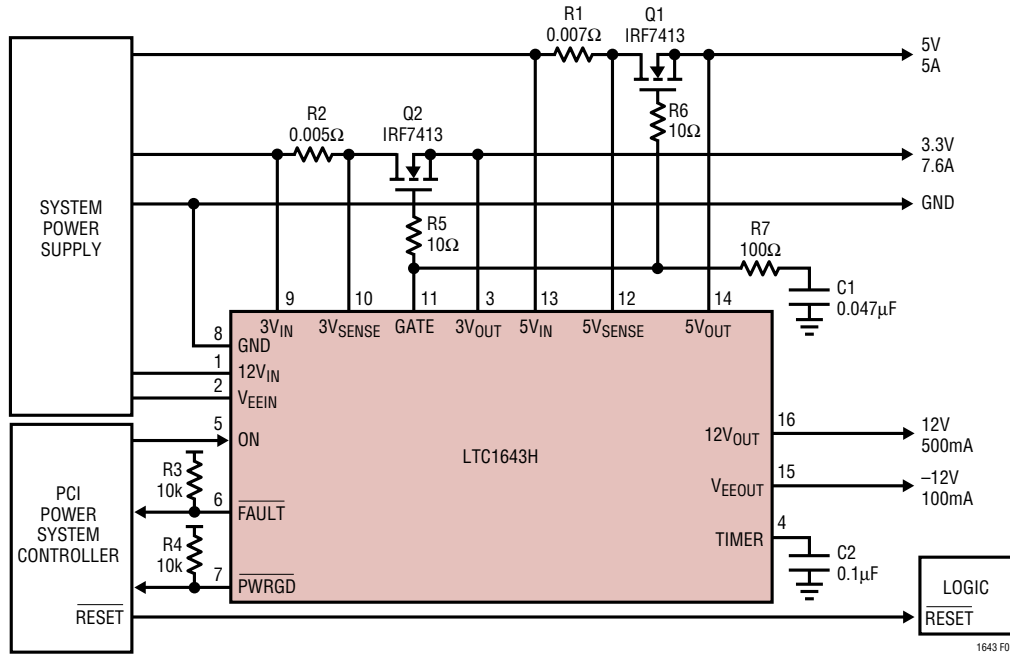 R1
0.007Ω
Q1
IRF7413
5V
5A
R6
10Ω
R2
0.005Ω
Q2
IRF7413
3.3V
7.6A
GND
SYSTEM
POWER
SUPPLY
R5
10Ω
R7
100Ω
C1
0.047µF
9 10 11 3 13 12 14
3VIN 3VSENSE GATE 3VOUT 5VIN 5VSENSE 5VOUT
8 GND
1 12VIN
2 VEEIN
5 ON
LTC1643H
16
12VOUT
12V
500mA
15
VEEOUT
–12V
100mA
R3
10k
6 FAULT
PCI
POWER
SYSTEM
CONTROLLER
R4
10k
7 PWRGD
4
TIMER
C2
0.1µF
RESET
LOGIC
RESET
1643 F0